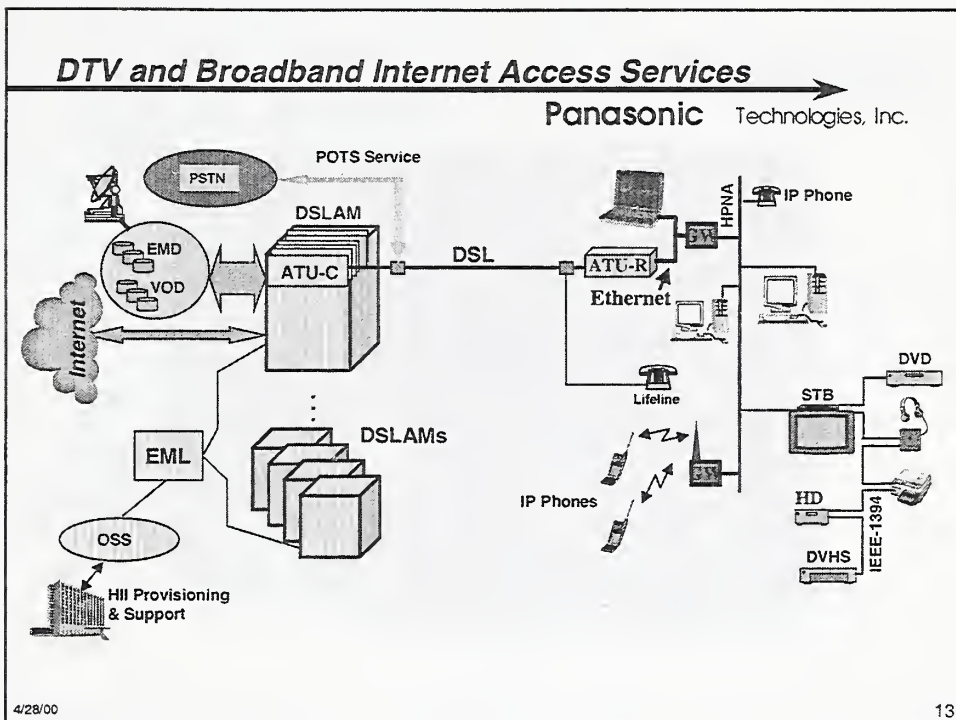 DTV and Broadband Internet Access Services
Panasonic Technologies, Inc.
POTS Service
PSTN
DSLAM
EMD
VOD
ATU-C
Internet
DSL
ATU-R
Ethernet
GW
HPNA
IP Phone
Lifeline
DSLAMs
EML
OSS
HII Provisioning
& Support
IP Phones
GW
STB
DVD
HD
DVHS
IEEE-1394
4/28/00
13